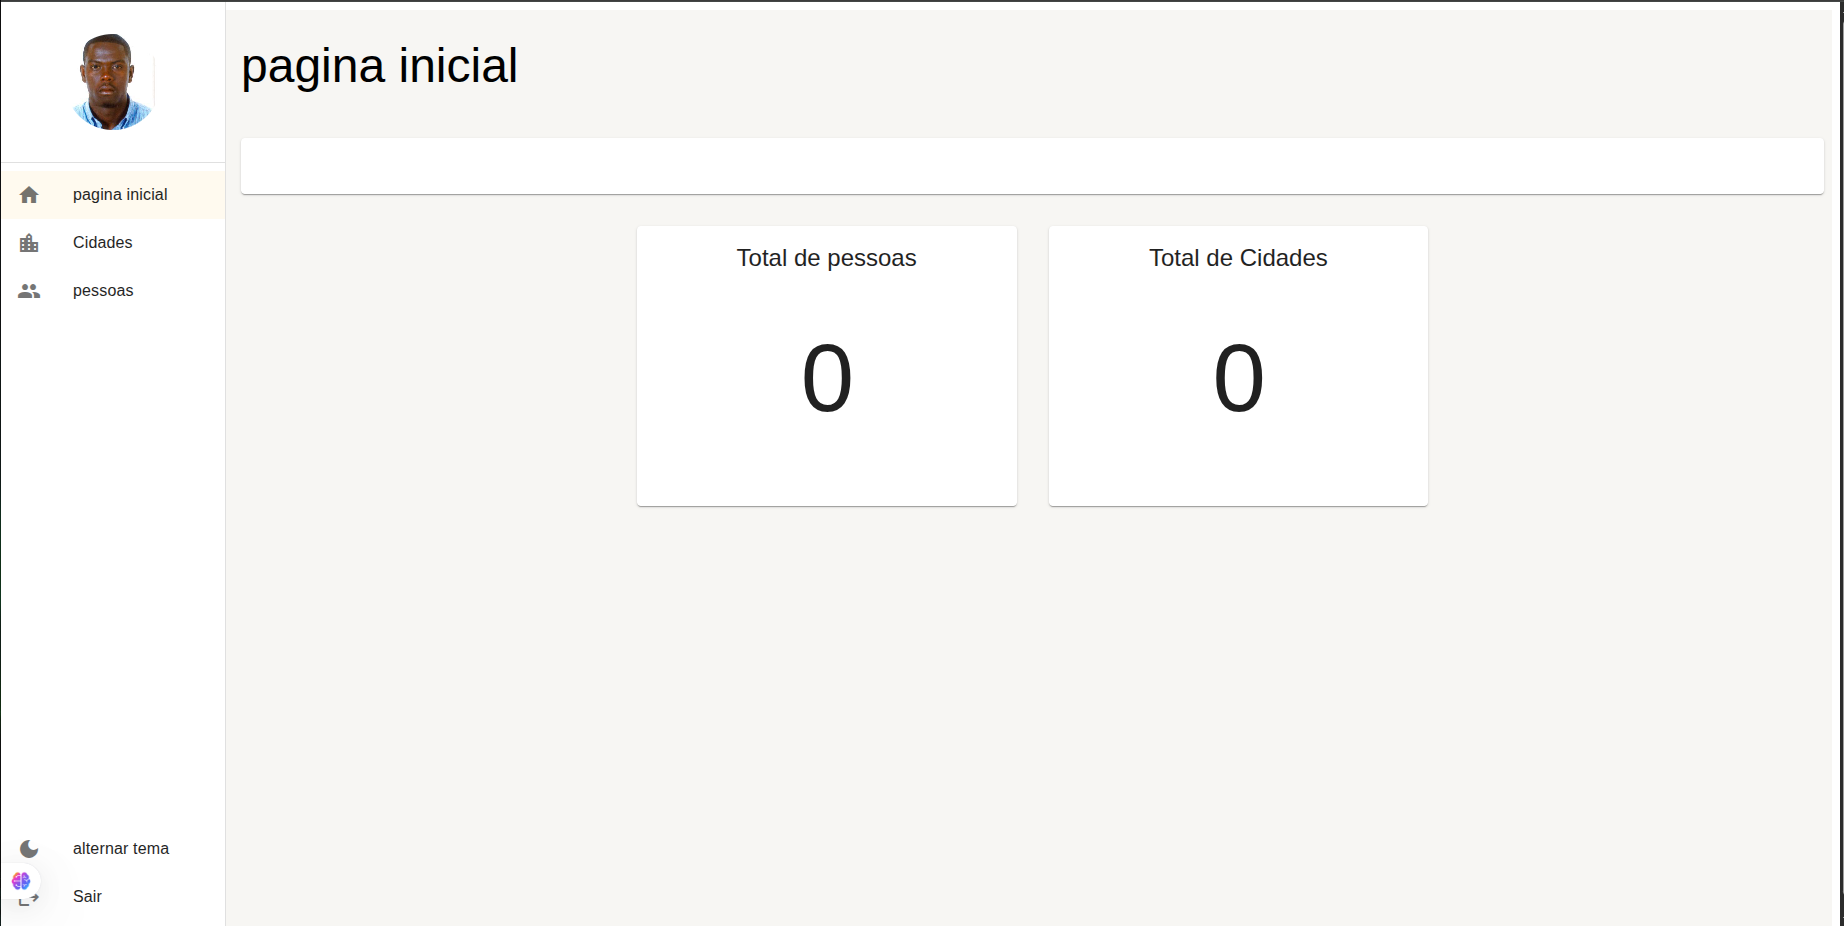 pagina inicial
pagina inicial
Cidades
pessoas
Total de pessoas
0
Total de Cidades
0
alternar tema
Sair